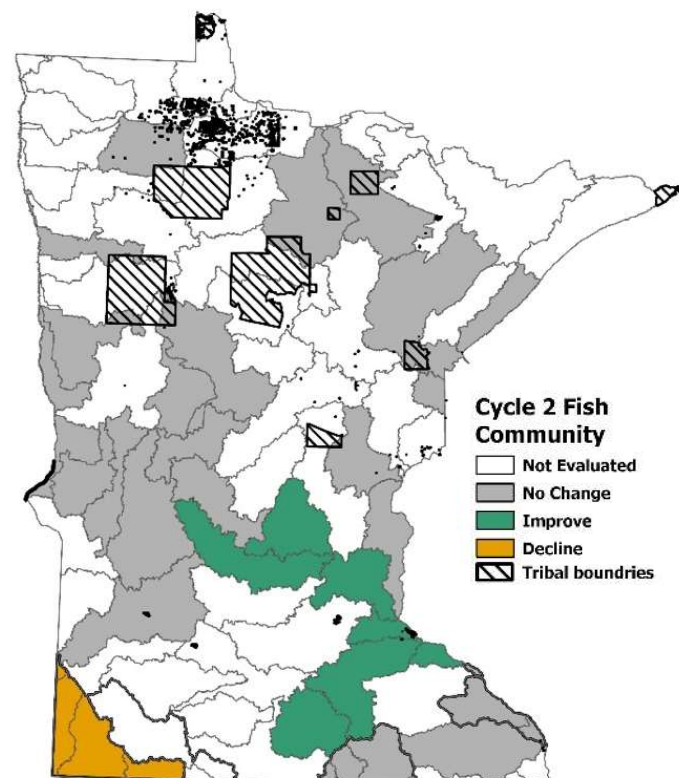 Cycle 2 Fish
Community
Not Evaluated
No Change
Improve
Decline
Tribal boundries